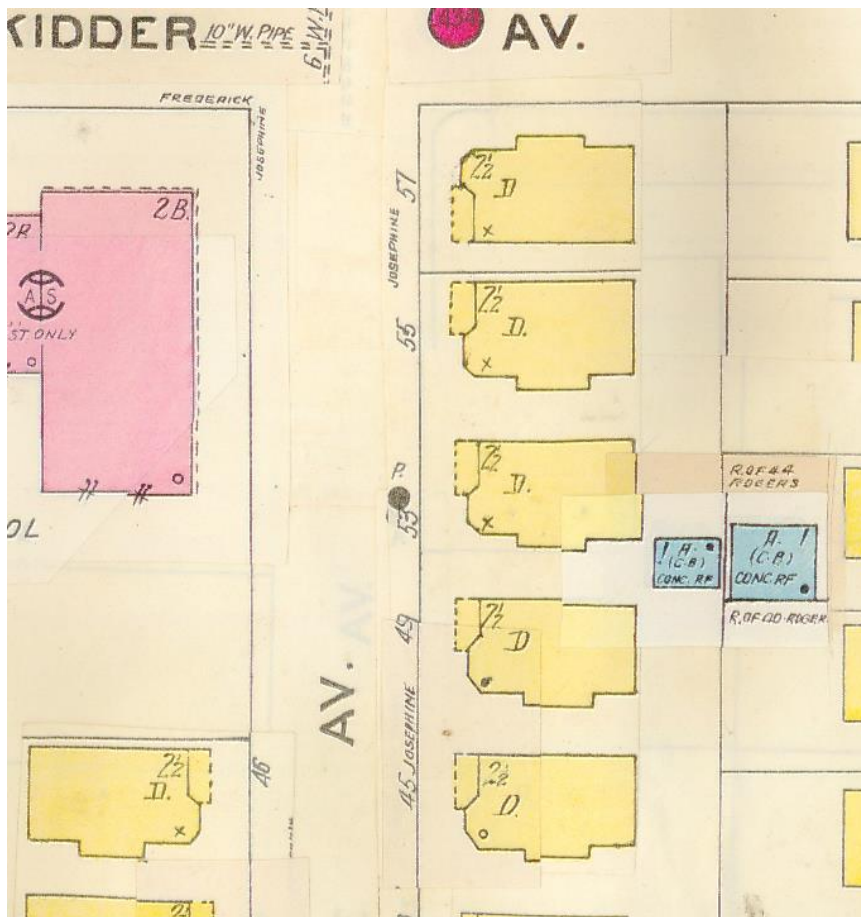 KIDDER 10" W. PIPE
AV.
FREDERICK
JOSEPHINE
2B.
A S
ST ONLY
OL
57
JOSEPHINE
55
P.
53
49
JOSEPHINE
45
AV.
46
2½
D
X
2½
D.
X
2½
D.
X
2½
D
2½
D.
2½
D.
X
R. OF 44
ROGERS
1 A.
(C.B)
CONC. RF
A. 1
(C.B)
CONC. RF
R. OF 40 ROGER